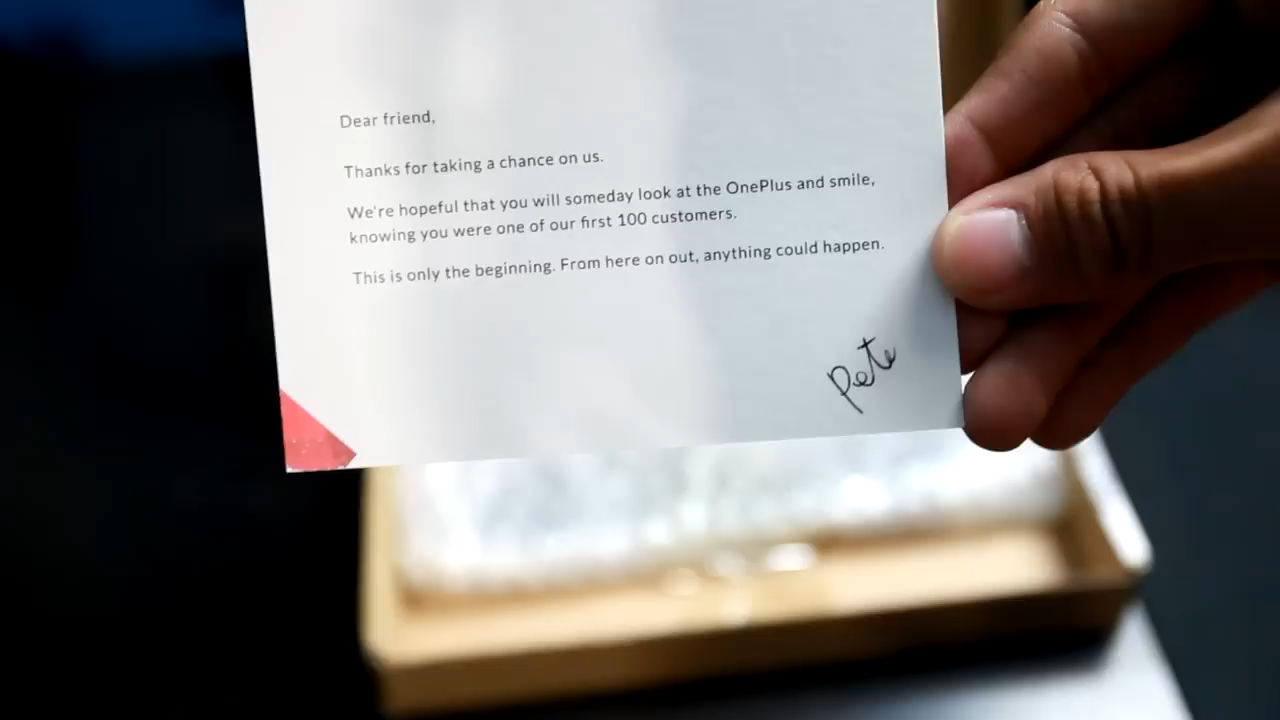 Dear friend,
Thanks for taking a chance on us.
We're hopeful that you will someday look at the OnePlus and smile,
knowing you were one of our first 100 customers.
This is only the beginning. From here on out, anything could happen.
Pete